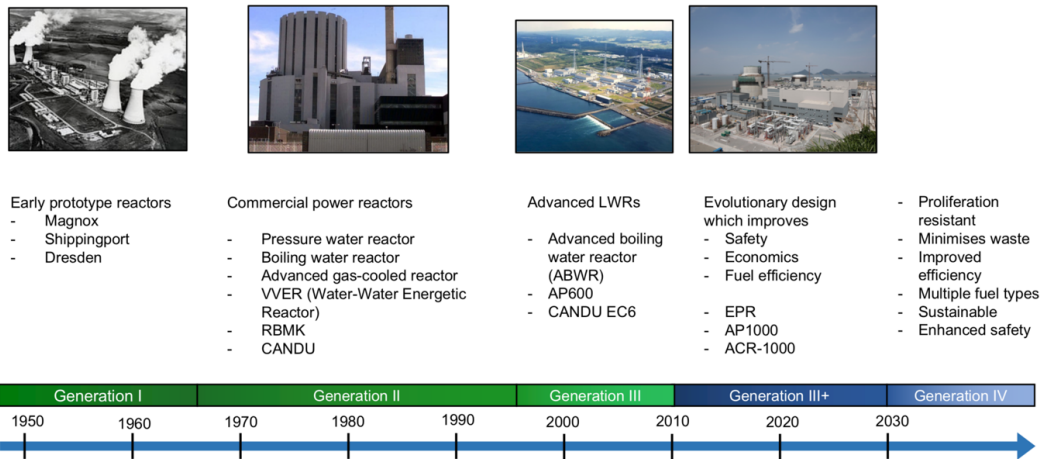 Early prototype reactors
- Magnox
- Shippingport
- Dresden
Commercial power reactors
- Pressure water reactor
- Boiling water reactor
- Advanced gas-cooled reactor
- VVER (Water-Water Energetic
Reactor)
- RBMK
- CANDU
Advanced LWRs
- Advanced boiling
water reactor
(ABWR)
- AP600
- CANDU EC6
Evolutionary design
which improves
- Safety
- Economics
- Fuel efficiency
- EPR
- AP1000
- ACR-1000
- Proliferation
resistant
- Minimises waste
- Improved
efficiency
- Multiple fuel types
- Sustainable
- Enhanced safety
Generation I
Generation II
Generation III
Generation III+
Generation IV
1950
1960
1970
1980
1990
2000
2010
2020
2030